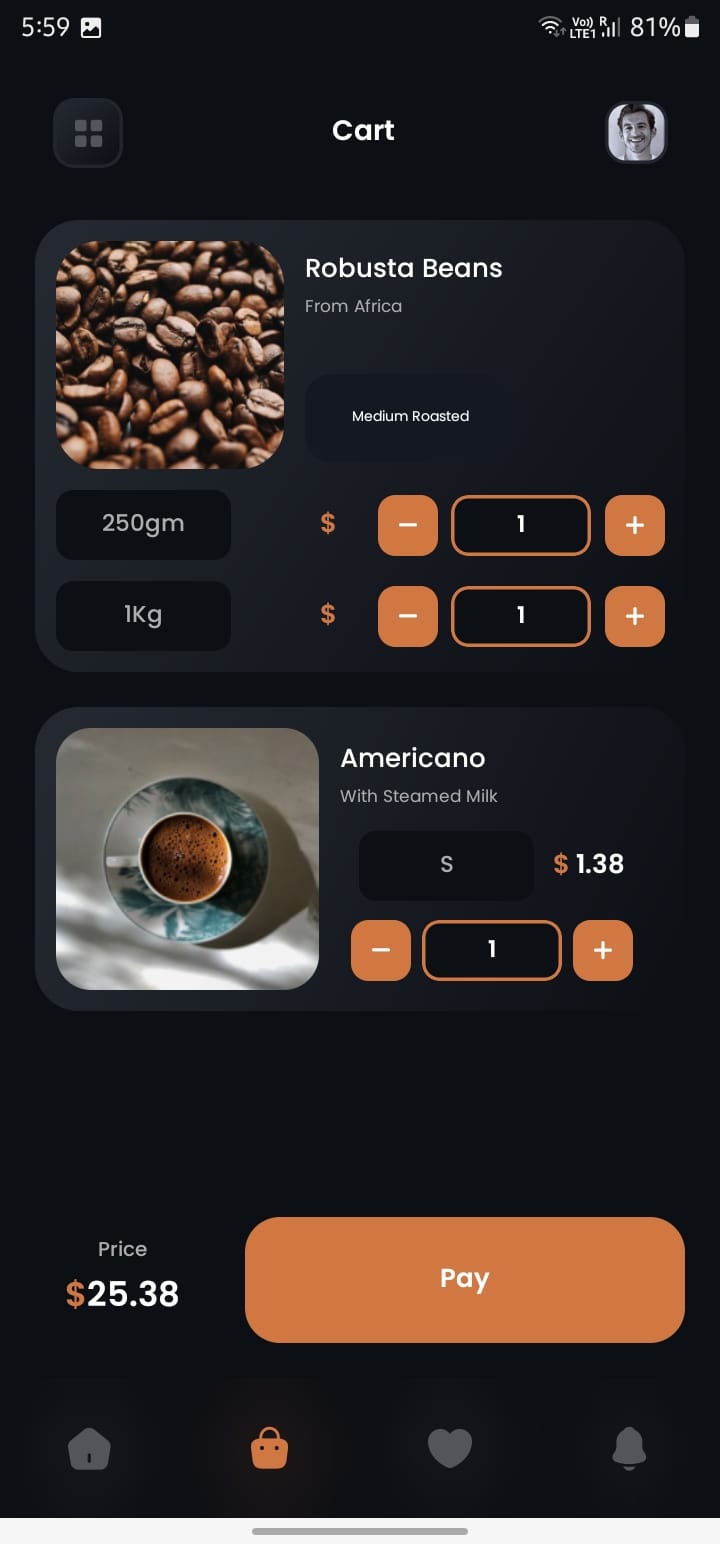 5:59 Vo)) R 81%
LTE1
Cart
Robusta Beans
From Africa
Medium Roasted
250gm $ − 1 +
1Kg $ − 1 +
Americano
With Steamed Milk
S $ 1.38
− 1 +
Price
$25.38
Pay